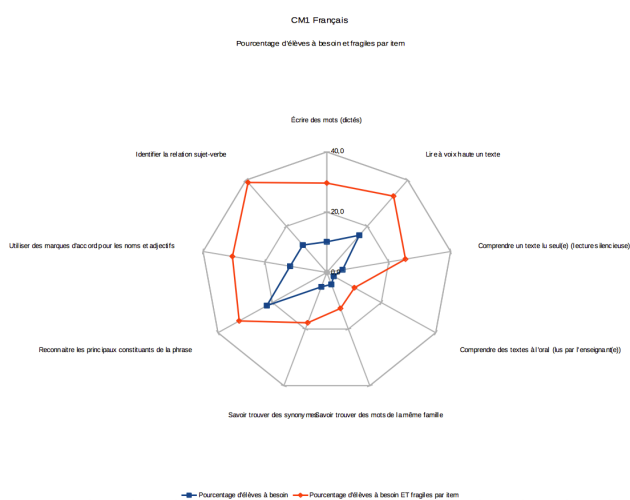 CM1 Français
Pourcentage d'élèves à besoin et fragiles par item
Écrire des mots (dictés)
Identifier la relation sujet-verbe
40,0
Lire à voix haute un texte
20,0
Utiliser des marques d'accord pour les noms et adjectifs
Comprendre un texte lu seul(e) (lecture silencieuse)
0,0
Reconnaitre les principaux constituants de la phrase
Comprendre des textes à l'oral (lus par l'enseignant(e))
Savoir trouver des synonymes
Savoir trouver des mots de la même famille
Pourcentage d'élèves à besoin
Pourcentage d'élèves à besoin ET fragiles par item